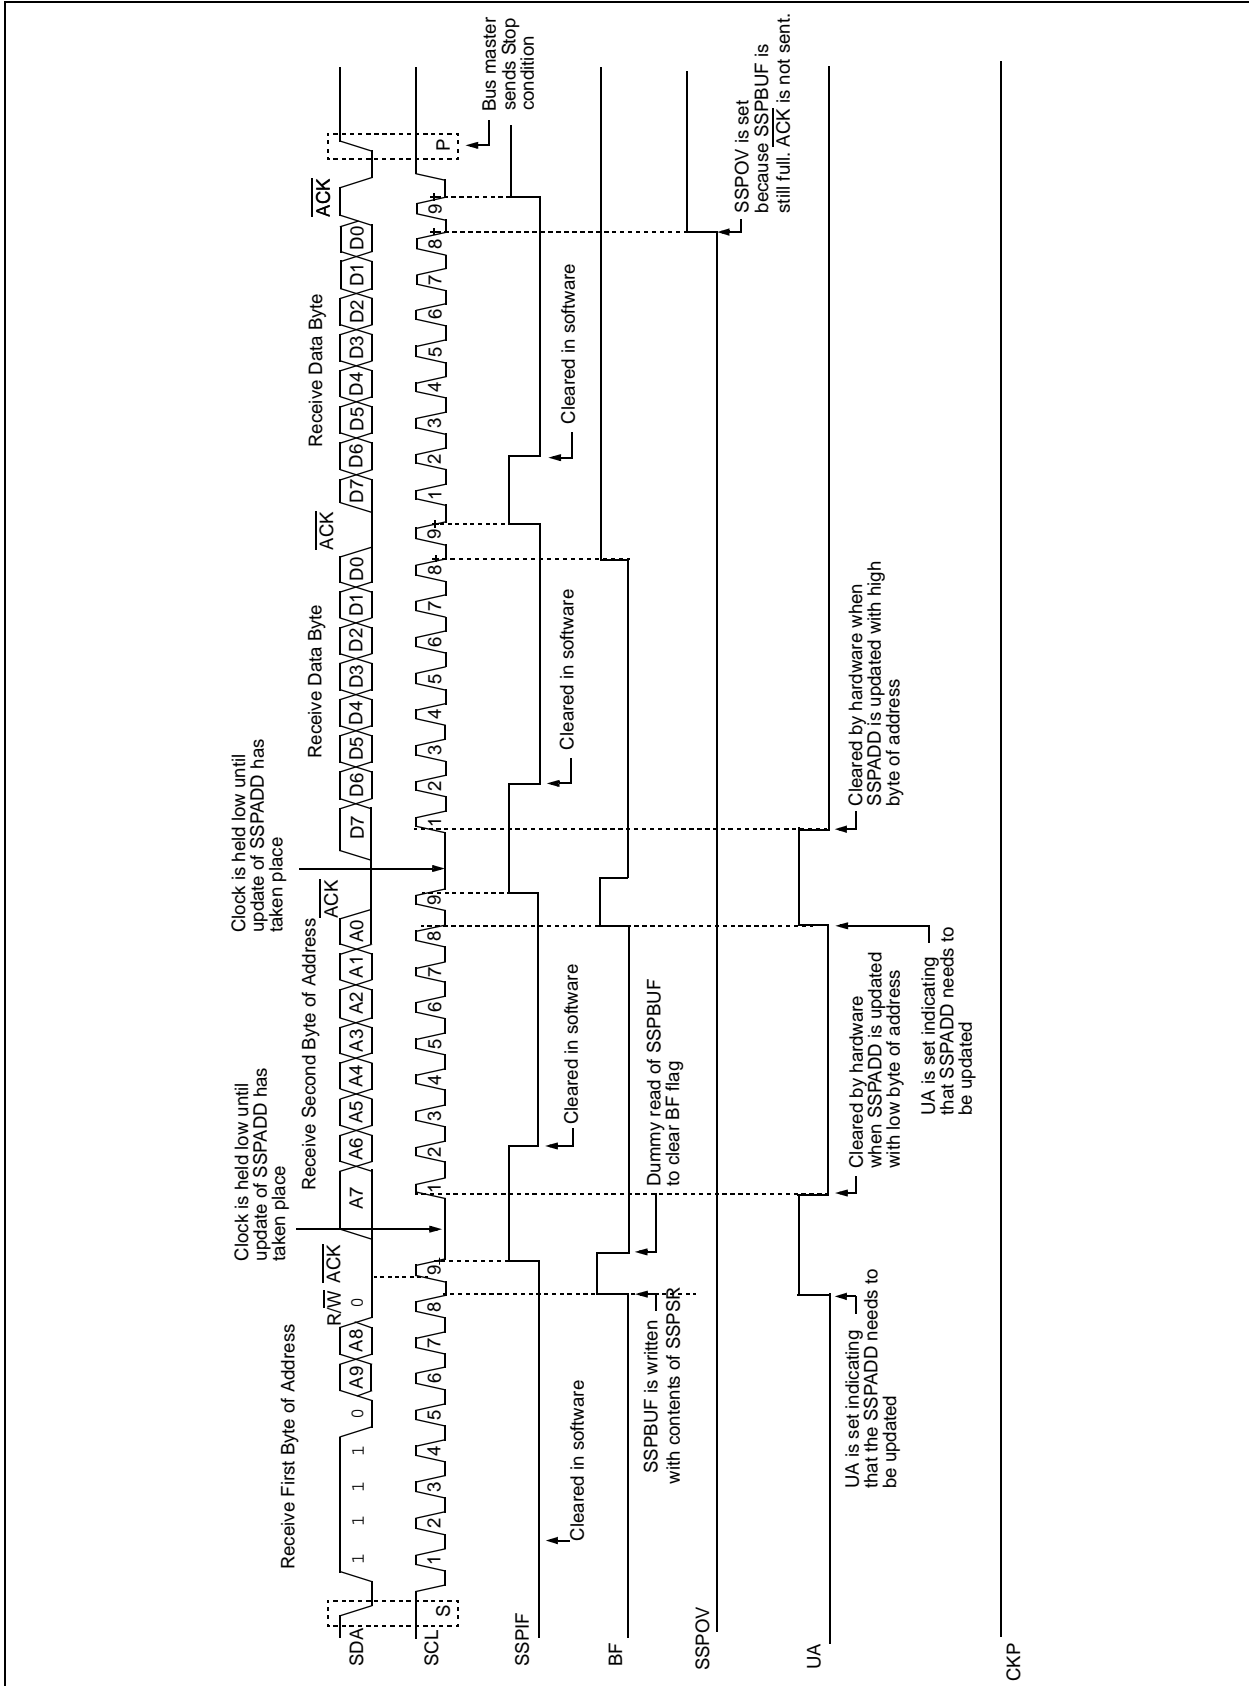 Receive First Byte of Address
R/W ACK
Clock is held low until
update of SSPADD has
taken place
Receive Second Byte of Address
ACK
Clock is held low until
update of SSPADD has
taken place
Receive Data Byte
ACK
Receive Data Byte
ACK
SDA
1 1 1 1 0 A9 A8 0 A7 A6 A5 A4 A3 A2 A1 A0 D7 D6 D5 D4 D3 D2 D1 D0 D7 D6 D5 D4 D3 D2 D1 D0
SCL
S 1 2 3 4 5 6 7 8 9 1 2 3 4 5 6 7 8 9 1 2 3 4 5 6 7 8 9 1 2 3 4 5 6 7 8 9 P
Bus master
sends Stop
condition
SSPIF
Cleared in software
Cleared in software
Cleared in software
Cleared in software
BF
SSPBUF is written
with contents of SSPSR
Dummy read of SSPBUF
to clear BF flag
SSPOV
SSPOV is set
because SSPBUF is
still full. ACK is not sent.
UA
UA is set indicating
that the SSPADD needs to
be updated
Cleared by hardware
when SSPADD is updated
with low byte of address
UA is set indicating
that SSPADD needs to
be updated
Cleared by hardware when
SSPADD is updated with high
byte of address
CKP